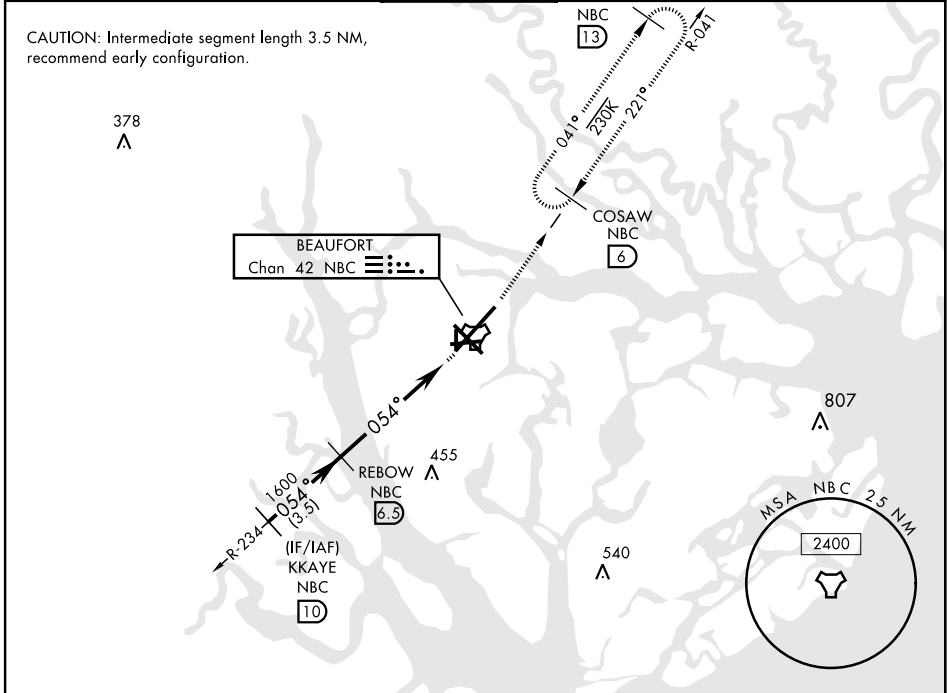 CAUTION: Intermediate segment length 3.5 NM,
recommend early configuration.
NBC
13
R-041
378
041°
230K
221°
COSAW
NBC
6
BEAUFORT
Chan 42 NBC
054°
807
455
REBOW
NBC
6.5
1600
054°
(3.5)
R-234
(IF/IAF)
KKAYE
NBC
10
540
MSA NBC 25 NM
2400